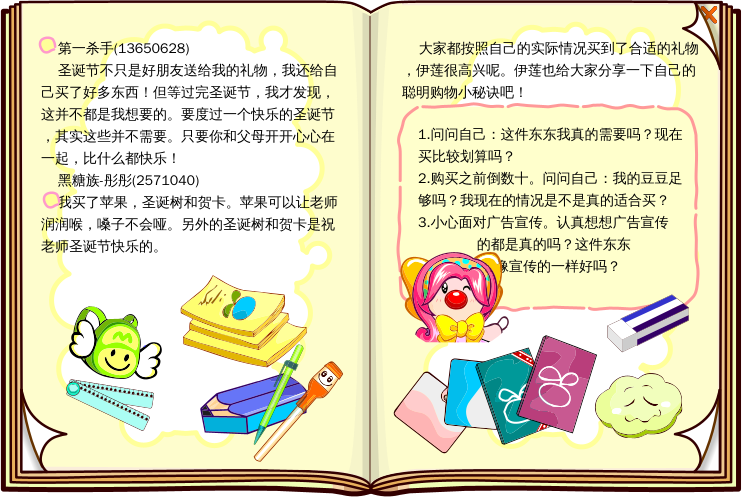 第一杀手(13650628)
圣诞节不只是好朋友送给我的礼物，我还给自
己买了好多东西！但等过完圣诞节，我才发现，
这并不都是我想要的。要度过一个快乐的圣诞节
，其实这些并不需要。只要你和父母开开心心在
一起，比什么都快乐！
黑糖族-彤彤(2571040)
我买了苹果，圣诞树和贺卡。苹果可以让老师
润润喉，嗓子不会哑。另外的圣诞树和贺卡是祝
老师圣诞节快乐的。
大家都按照自己的实际情况买到了合适的礼物
，伊莲很高兴呢。伊莲也给大家分享一下自己的
聪明购物小秘诀吧！
1.问问自己：这件东东我真的需要吗？现在
买比较划算吗？
2.购买之前倒数十。问问自己：我的豆豆足
够吗？我现在的情况是不是真的适合买？
3.小心面对广告宣传。认真想想广告宣传
的都是真的吗？这件东东
像宣传的一样好吗？